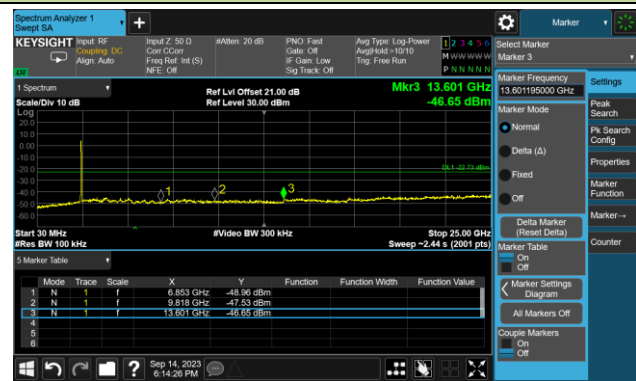 Spectrum Analyzer 1
Swept SA
Marker
KEYSIGHT
Input: RF
Coupling: DC
Align: Auto
Input Z: 50 Ω
Corr CCorr
Freq Ref: Int (S)
NFE: Off
#Atten: 20 dB
PNO: Fast
Gate: Off
IF Gain: Low
Sig Track: Off
Avg Type: Log-Power
Avg|Hold:>10/10
Trig: Free Run
1 2 3 4 5 6
M W W W W W
P N N N N N
Select Marker
Marker 3
1 Spectrum
Scale/Div 10 dB
Log
Ref Lvl Offset 21.00 dB
Ref Level 30.00 dBm
Mkr3 13.601 GHz
-46.65 dBm
20.0
10.0
0.00
-10.0
-20.0
-30.0
-40.0
-50.0
-60.0
DL1 -22.73 dBm
1
2
3
Start 30 MHz
#Res BW 100 kHz
#Video BW 300 kHz
Stop 25.00 GHz
Sweep ~2.44 s (2001 pts)
5 Marker Table
Mode Trace Scale X Y Function Function Width Function Value
1 N 1 f 6.853 GHz -48.96 dBm
2 N 1 f 9.818 GHz -47.53 dBm
3 N 1 f 13.601 GHz -46.65 dBm
4
5
6
Marker Frequency
13.601195000 GHz
Marker Mode
Normal
Delta (Δ)
Fixed
Off
Delta Marker
(Reset Delta)
Marker Table
On
Off
Marker Settings
Diagram
All Markers Off
Couple Markers
On
Off
Settings
Peak
Search
Pk Search
Config
Properties
Marker
Function
Marker→
Counter
?
Sep 14, 2023
6:14:26 PM